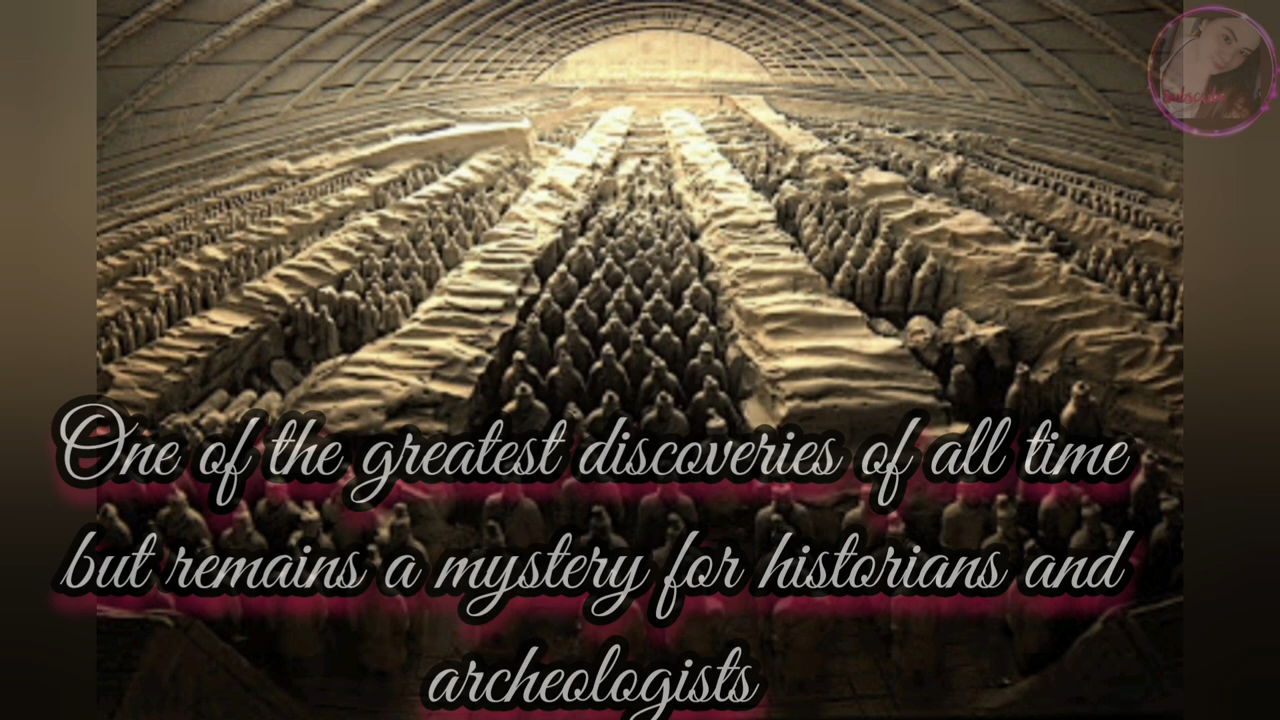 One of the greatest discoveries of all time
but remains a mystery for historians and
archeologists